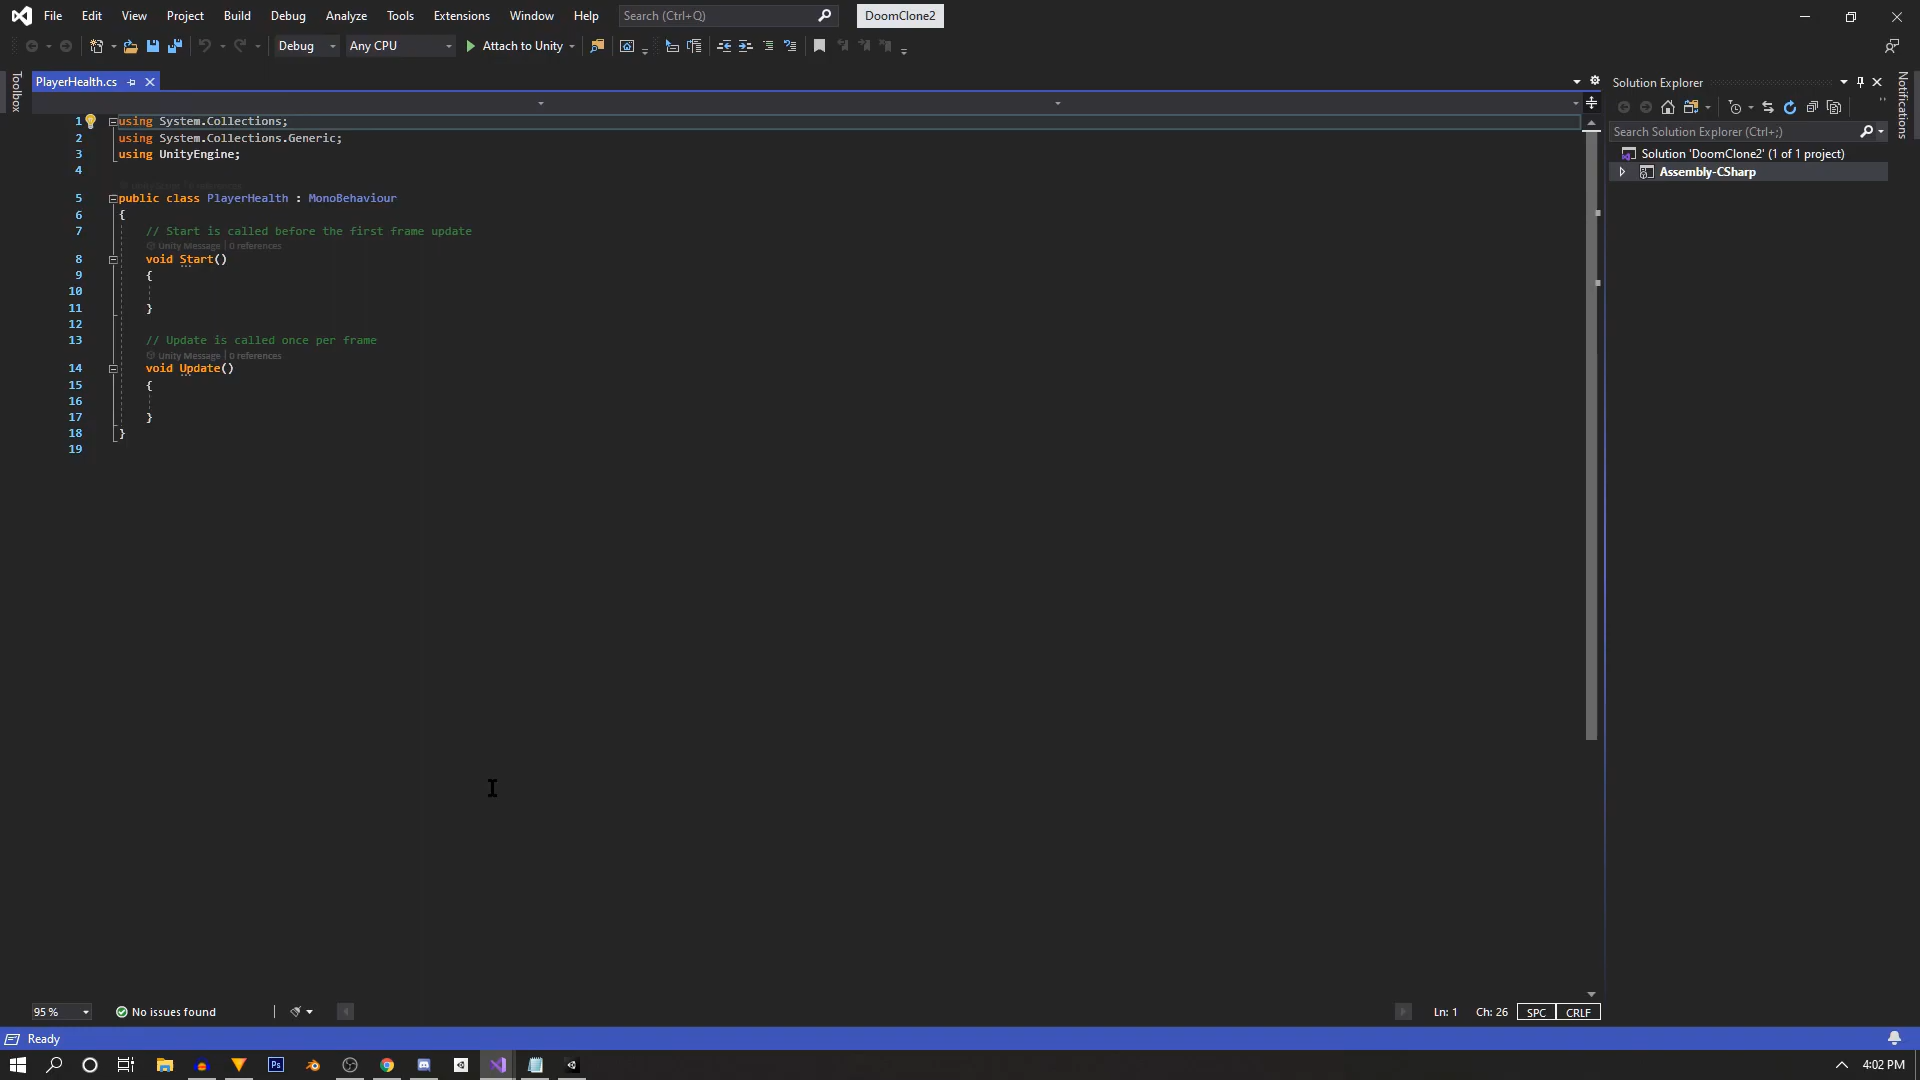 File Edit View Project Build Debug Analyze Tools Extensions Window Help Search (Ctrl+Q) DoomClone2
Debug Any CPU Attach to Unity
Toolbox
PlayerHealth.cs
1 using System.Collections;
2 using System.Collections.Generic;
3 using UnityEngine;
4
5 public class PlayerHealth : MonoBehaviour
6 {
7 // Start is called before the first frame update
Unity Message | 0 references
8 void Start()
9 {
10
11 }
12
13 // Update is called once per frame
Unity Message | 0 references
14 void Update()
15 {
16
17 }
18 }
19
Solution Explorer
Search Solution Explorer (Ctrl+;)
Solution 'DoomClone2' (1 of 1 project)
Assembly-CSharp
Notifications
95 % No issues found Ln: 1 Ch: 26 SPC CRLF
Ready
Ps
4:02 PM